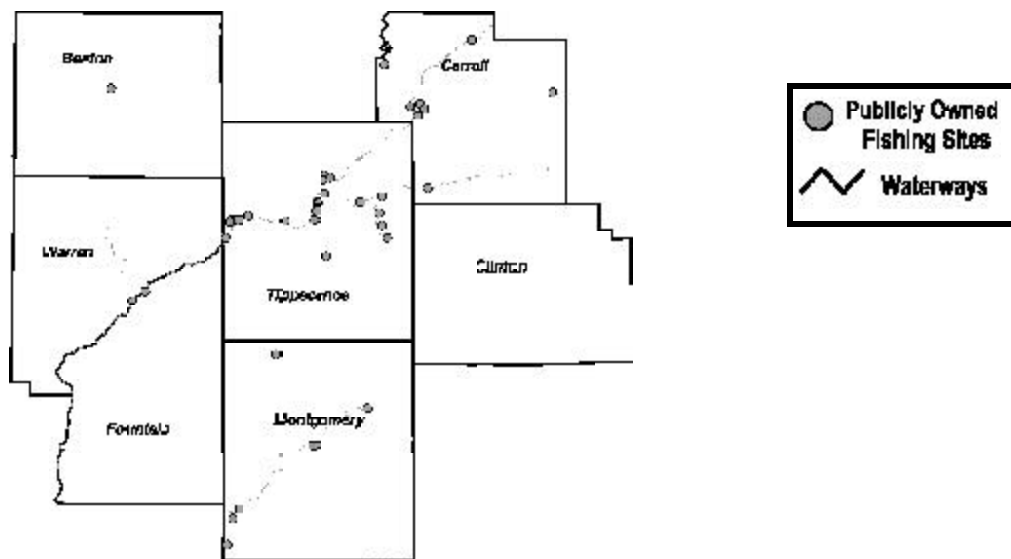 Benton
Carroll
Publicly Owned
Fishing Sites
Waterways
Warren
Clinton
Tippecanoe
Montgomery
Fountain